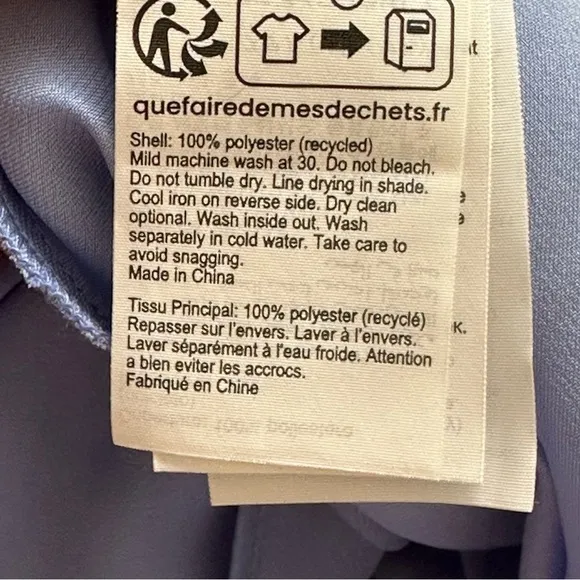 quefairedemesdechets.fr
Shell: 100% polyester (recycled)
Mild machine wash at 30. Do not bleach.
Do not tumble dry. Line drying in shade.
Cool iron on reverse side. Dry clean
optional. Wash inside out. Wash
separately in cold water. Take care to
avoid snagging.
Made in China
Tissu Principal: 100% polyester (recyclé)
Repasser sur l'envers. Laver à l'envers.
Laver séparément à l'eau froide. Attention
a bien eviter les accrocs.
Fabriqué en Chine